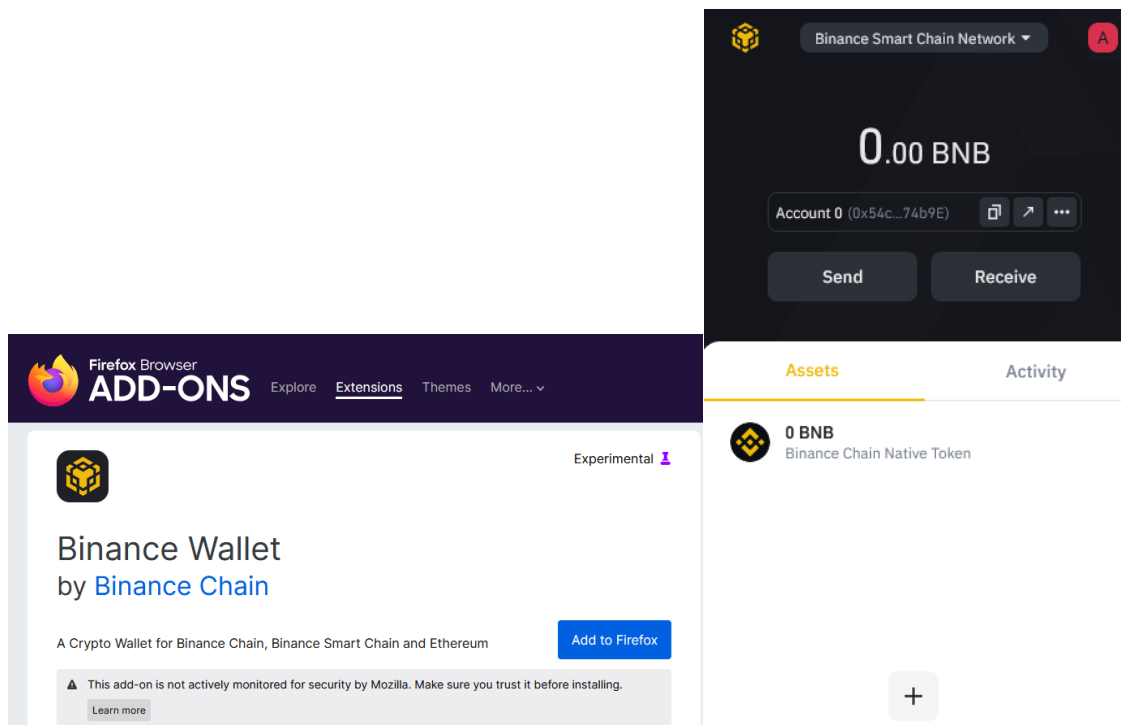 Firefox Browser
ADD-ONS
Explore
Extensions
Themes
More...
Experimental
Binance Wallet
by Binance Chain
A Crypto Wallet for Binance Chain, Binance Smart Chain and Ethereum
Add to Firefox
This add-on is not actively monitored for security by Mozilla. Make sure you trust it before installing.
Learn more
Binance Smart Chain Network
A
0.00 BNB
Account 0 (0x54c...74b9E)
Send
Receive
Assets
Activity
0 BNB
Binance Chain Native Token
+